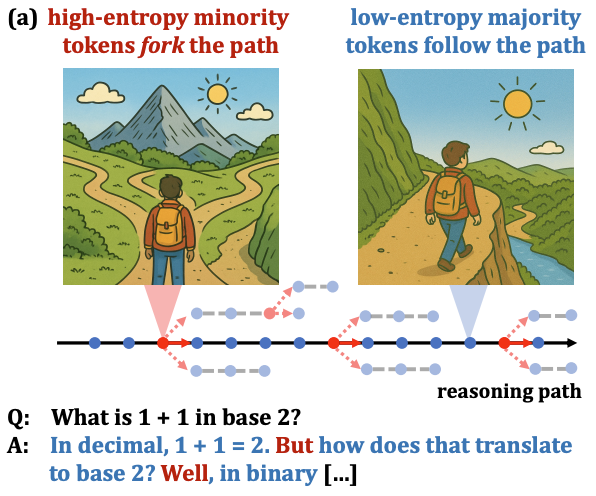 (a) high-entropy minority
tokens fork the path
low-entropy majority
tokens follow the path
reasoning path
Q: What is 1 + 1 in base 2?
A: In decimal, 1 + 1 = 2. But how does that translate
to base 2? Well, in binary [...]